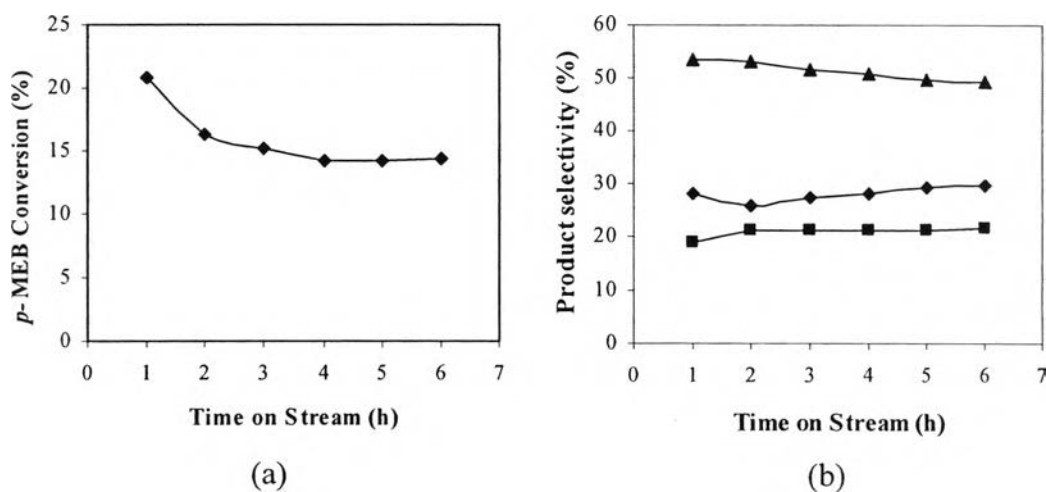 25
20
15
10
5
0
p- MEB Conversion (%)
0 1 2 3 4 5 6 7
Time on Stream (h)
(a)
60
50
40
30
20
10
0
Product selectivity (%)
0 1 2 3 4 5 6 7
Time on Stream (h)
(b)